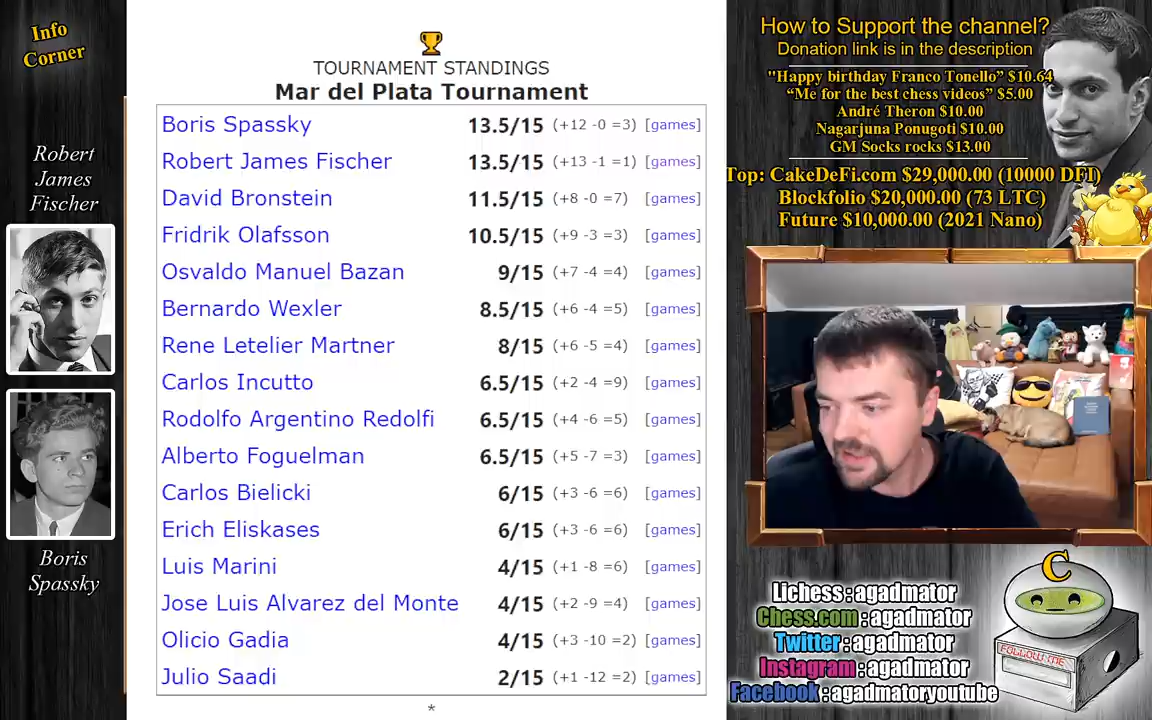 Info
Corner
Robert
James
Fischer
Boris
Spassky
TOURNAMENT STANDINGS
Mar del Plata Tournament
Boris Spassky 13.5/15 (+12 -0 =3) [games]
Robert James Fischer 13.5/15 (+13 -1 =1) [games]
David Bronstein 11.5/15 (+8 -0 =7) [games]
Fridrik Olafsson 10.5/15 (+9 -3 =3) [games]
Osvaldo Manuel Bazan 9/15 (+7 -4 =4) [games]
Bernardo Wexler 8.5/15 (+6 -4 =5) [games]
Rene Letelier Martner 8/15 (+6 -5 =4) [games]
Carlos Incutto 6.5/15 (+2 -4 =9) [games]
Rodolfo Argentino Redolfi 6.5/15 (+4 -6 =5) [games]
Alberto Foguelman 6.5/15 (+5 -7 =3) [games]
Carlos Bielicki 6/15 (+3 -6 =6) [games]
Erich Eliskases 6/15 (+3 -6 =6) [games]
Luis Marini 4/15 (+1 -8 =6) [games]
Jose Luis Alvarez del Monte 4/15 (+2 -9 =4) [games]
Olicio Gadia 4/15 (+3 -10 =2) [games]
Julio Saadi 2/15 (+1 -12 =2) [games]
*
How to Support the channel?
Donation link is in the description
"Happy birthday Franco Tonello” $10.64
“Me for the best chess videos” $5.00
André Theron $10.00
Nagarjuna Ponugoti $10.00
GM Socks rocks $13.00
Top: CakeDeFi.com $29,000.00 (10000 DFI)
Blockfolio $20,000.00 (73 LTC)
Future $10,000.00 (2021 Nano)
Lichess:agadmator
Chess.com:agadmator
Twitter:agadmator
Instagram:agadmator
Facebook:agadmatoryoutube
C
FOLLOW ME